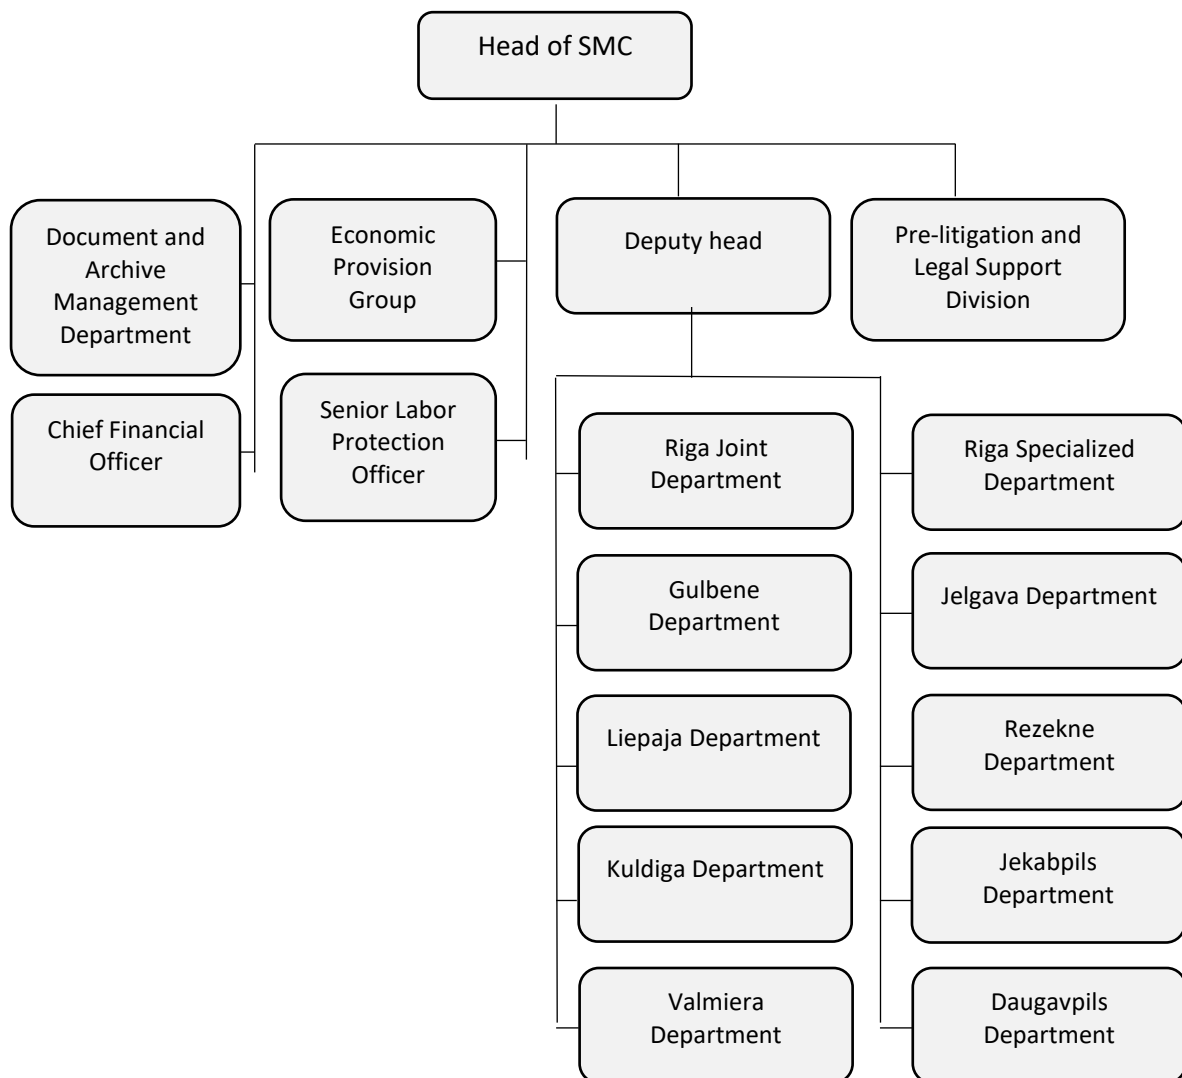 Head of SMC
Document and
Archive
Management
Department
Economic
Provision
Group
Deputy head
Pre-litigation and
Legal Support
Division
Chief Financial
Officer
Senior Labor
Protection
Officer
Riga Joint
Department
Riga Specialized
Department
Gulbene
Department
Jelgava Department
Liepaja Department
Rezekne
Department
Kuldiga Department
Jekabpils
Department
Valmiera
Department
Daugavpils
Department